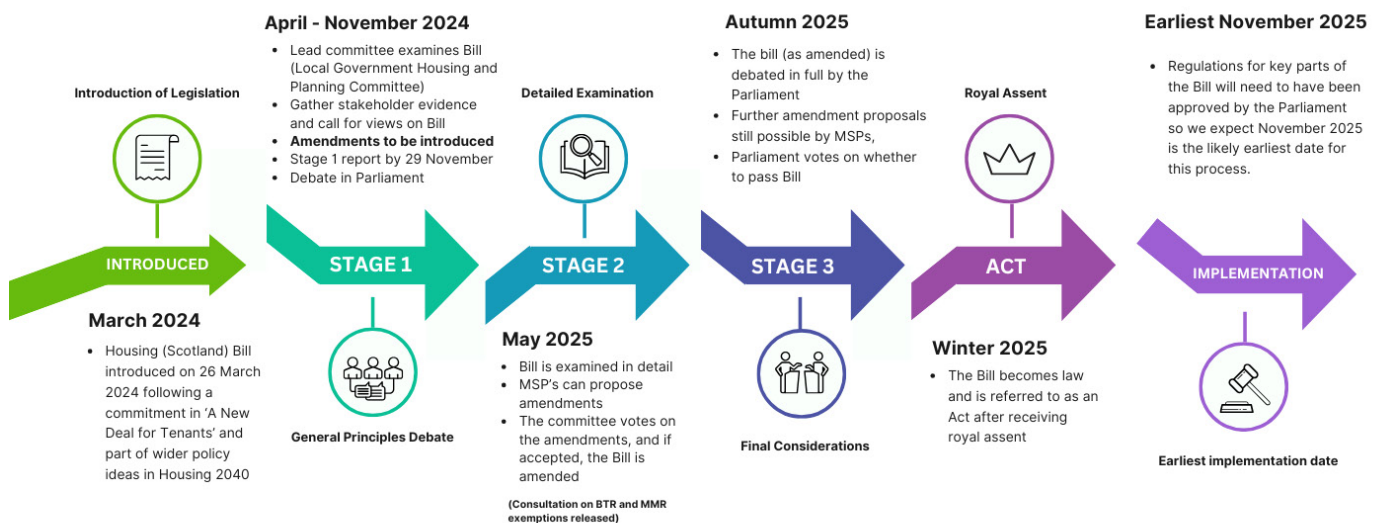 Introduction of Legislation
INTRODUCED
March 2024
• Housing (Scotland) Bill
introduced on 26 March
2024 following a
commitment in ‘A New
Deal for Tenants’ and
part of wider policy
ideas in Housing 2040
April - November 2024
• Lead committee examines Bill
(Local Government Housing and
Planning Committee)
• Gather stakeholder evidence
and call for views on Bill
• Amendments to be introduced
• Stage 1 report by 29 November
• Debate in Parliament
STAGE 1
General Principles Debate
Detailed Examination
STAGE 2
May 2025
• Bill is examined in detail
• MSP’s can propose
amendments
• The committee votes on
the amendments, and if
accepted, the Bill is
amended
(Consultation on BTR and MMR
exemptions released)
Autumn 2025
• The bill (as amended) is
debated in full by the
Parliament
• Further amendment proposals
still possible by MSPs,
• Parliament votes on whether
to pass Bill
STAGE 3
Final Considerations
Royal Assent
ACT
Winter 2025
• The Bill becomes law
and is referred to as an
Act after receiving
royal assent
Earliest November 2025
• Regulations for key parts of
the Bill will need to have been
approved by the Parliament
so we expect November 2025
is the likely earliest date for
this process.
IMPLEMENTATION
Earliest implementation date